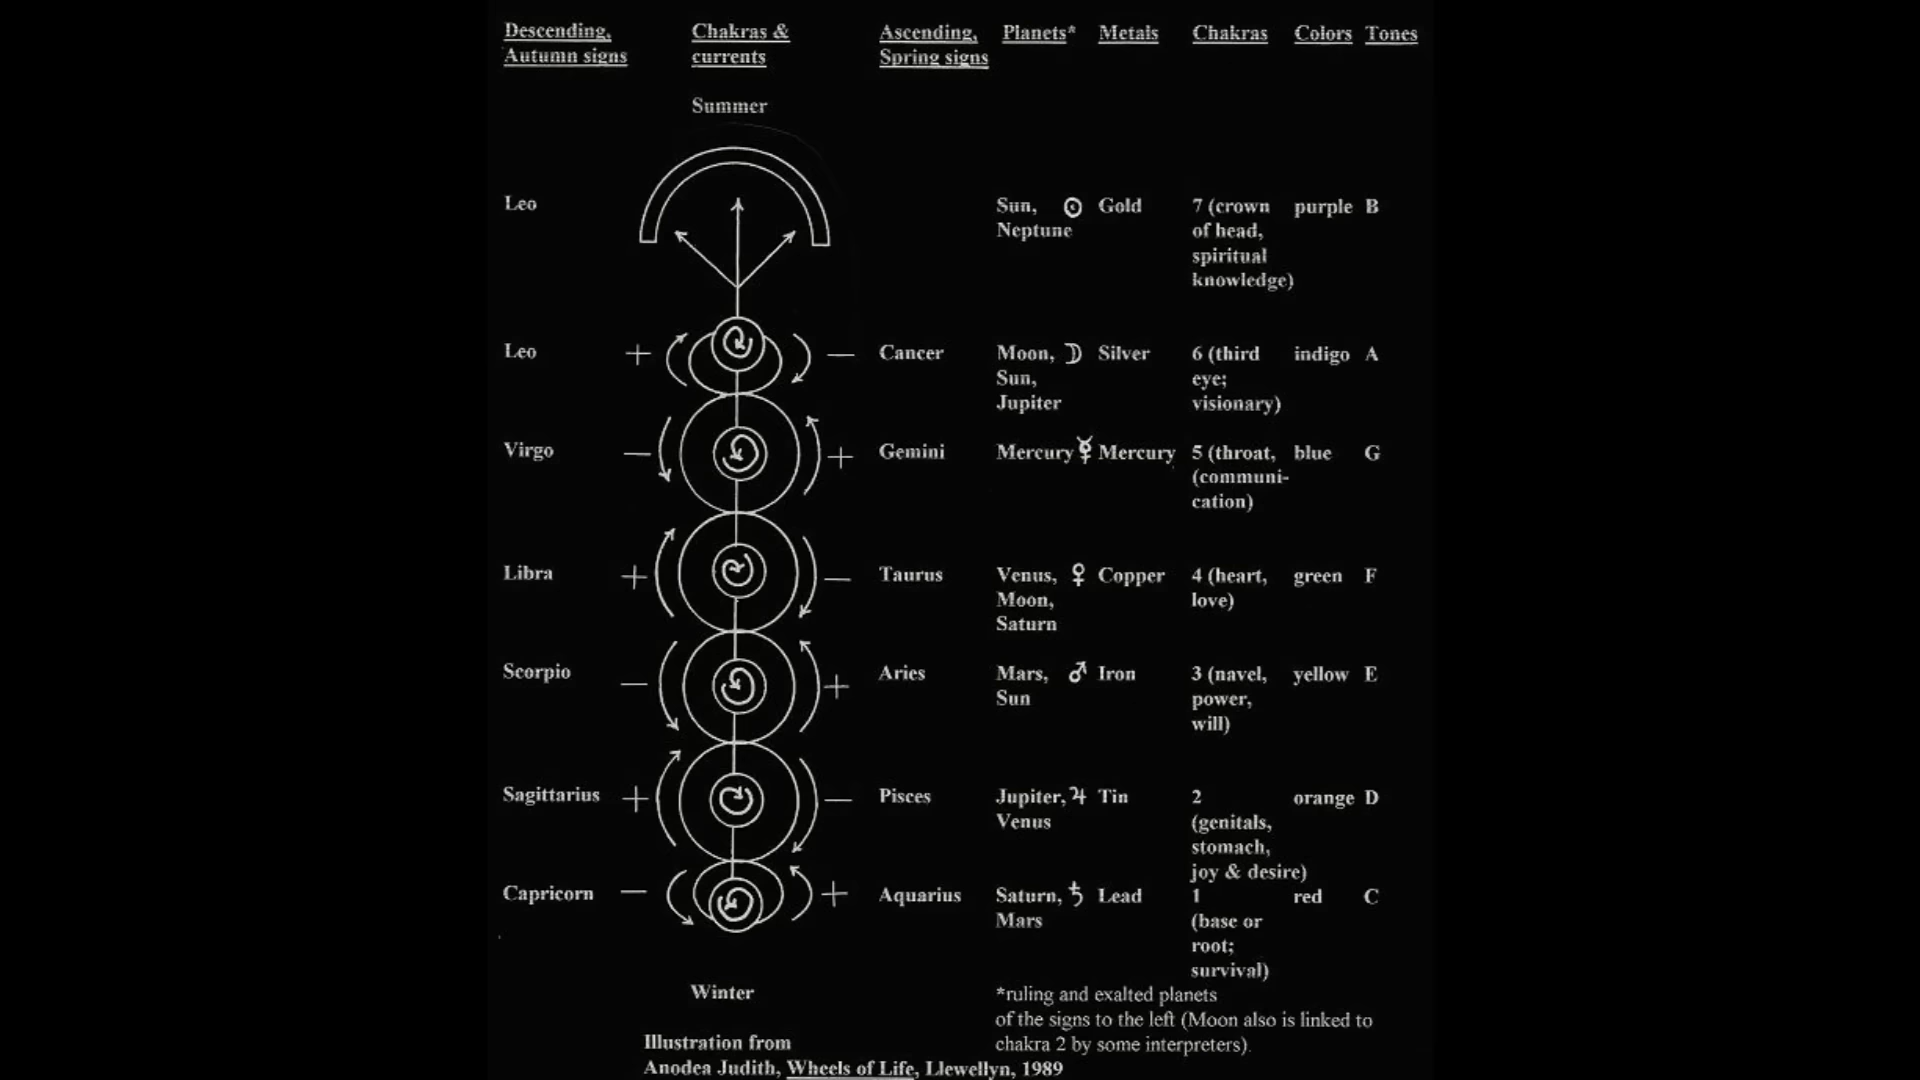 Descending, Chakras & Ascending, Planets* Metals Chakras Colors Tones
Autumn signs currents Spring signs
Summer
Leo Sun, ☉ Gold 7 (crown purple B
Neptune of head,
spiritual
knowledge)
Leo + — Cancer Moon, ☽ Silver 6 (third indigo A
Sun, eye;
Jupiter visionary)
Virgo — + Gemini Mercury ☿ Mercury 5 (throat, blue G
(communi-
cation)
Libra + — Taurus Venus, ♀ Copper 4 (heart, green F
Moon, love)
Saturn
Scorpio — + Aries Mars, ♂ Iron 3 (navel, yellow E
Sun power,
will)
Sagittarius + — Pisces Jupiter, ♃ Tin 2 orange D
Venus (genitals,
stomach,
joy & desire)
Capricorn — + Aquarius Saturn, ♄ Lead 1 red C
Mars (base or
root;
survival)
Winter *ruling and exalted planets
of the signs to the left (Moon also is linked to
chakra 2 by some interpreters).
Illustration from
Anodea Judith, Wheels of Life, Llewellyn, 1989